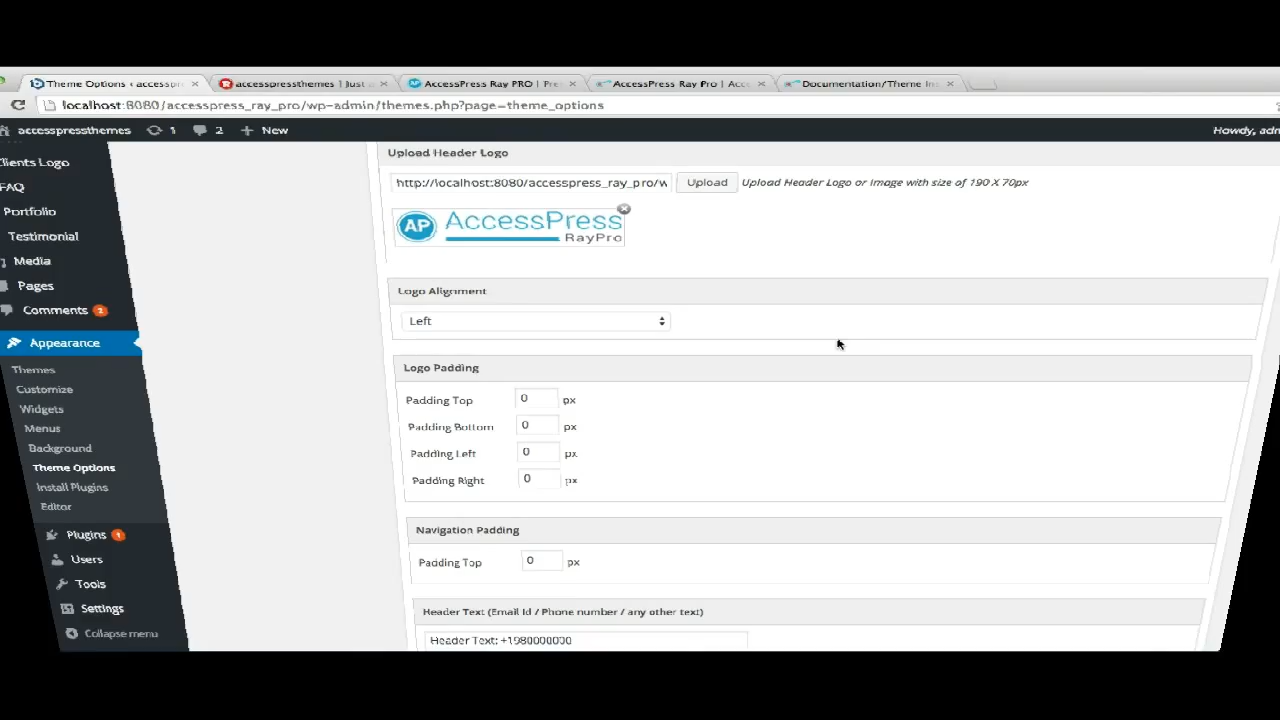 Theme Options ‹ accesspr
accesspressthemes | Just
AccessPress Ray PRO | Pre
AccessPress Ray Pro | Acc
Documentation/Theme Ins
localhost:8080/accesspress_ray_pro/wp-admin/themes.php?page=theme_options
accesspressthemes 1 2 + New
Howdy, adm
Clients Logo
FAQ
Portfolio
Testimonial
Media
Pages
Comments 2
Appearance
Themes
Customize
Widgets
Menus
Background
Theme Options
Install Plugins
Editor
Plugins 1
Users
Tools
Settings
Collapse menu
Upload Header Logo
http://localhost:8080/accesspress_ray_pro/w Upload Upload Header Logo or Image with size of 190 X 70px
AP AccessPress
RayPro
Logo Alignment
Left
Logo Padding
Padding Top 0 px
Padding Bottom 0 px
Padding Left 0 px
Padding Right 0 px
Navigation Padding
Padding Top 0 px
Header Text (Email Id / Phone number / any other text)
Header Text: +1980000000